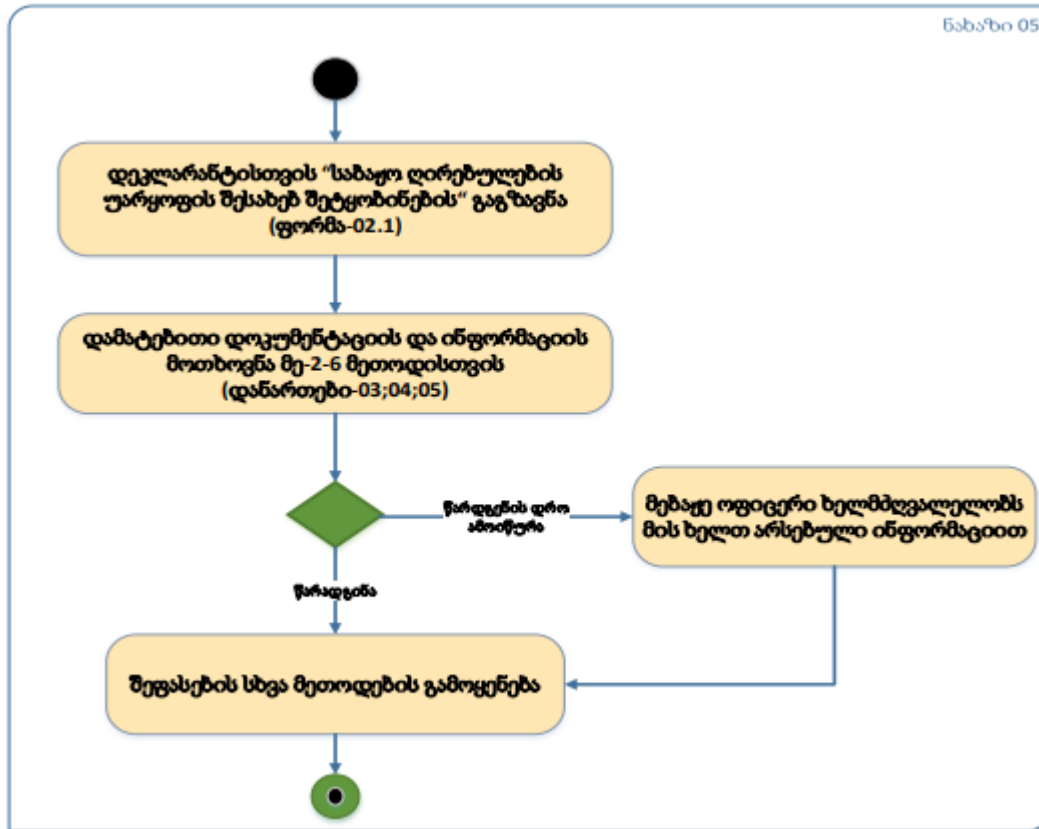 ნახაზი 05
დეკლარანტისთვის "საბაჟო ღირებულების
უარყოფის შესახებ შეტყობინების" გაგზავნა
(ფორმა-02.1)
დამატებითი დოკუმენტაციის და ინფორმაციის
მოთხოვნა მე-2-6 მეთოდისთვის
(დანართები-03;04;05)
წარდგენის დრო
ამოიწურა
მებაჟე ოფიცერი ხელმძღვალელობს
მის ხელთ არსებული ინფორმაციით
წარადგინა
შეფასების სხვა მეთოდების გამოყენება